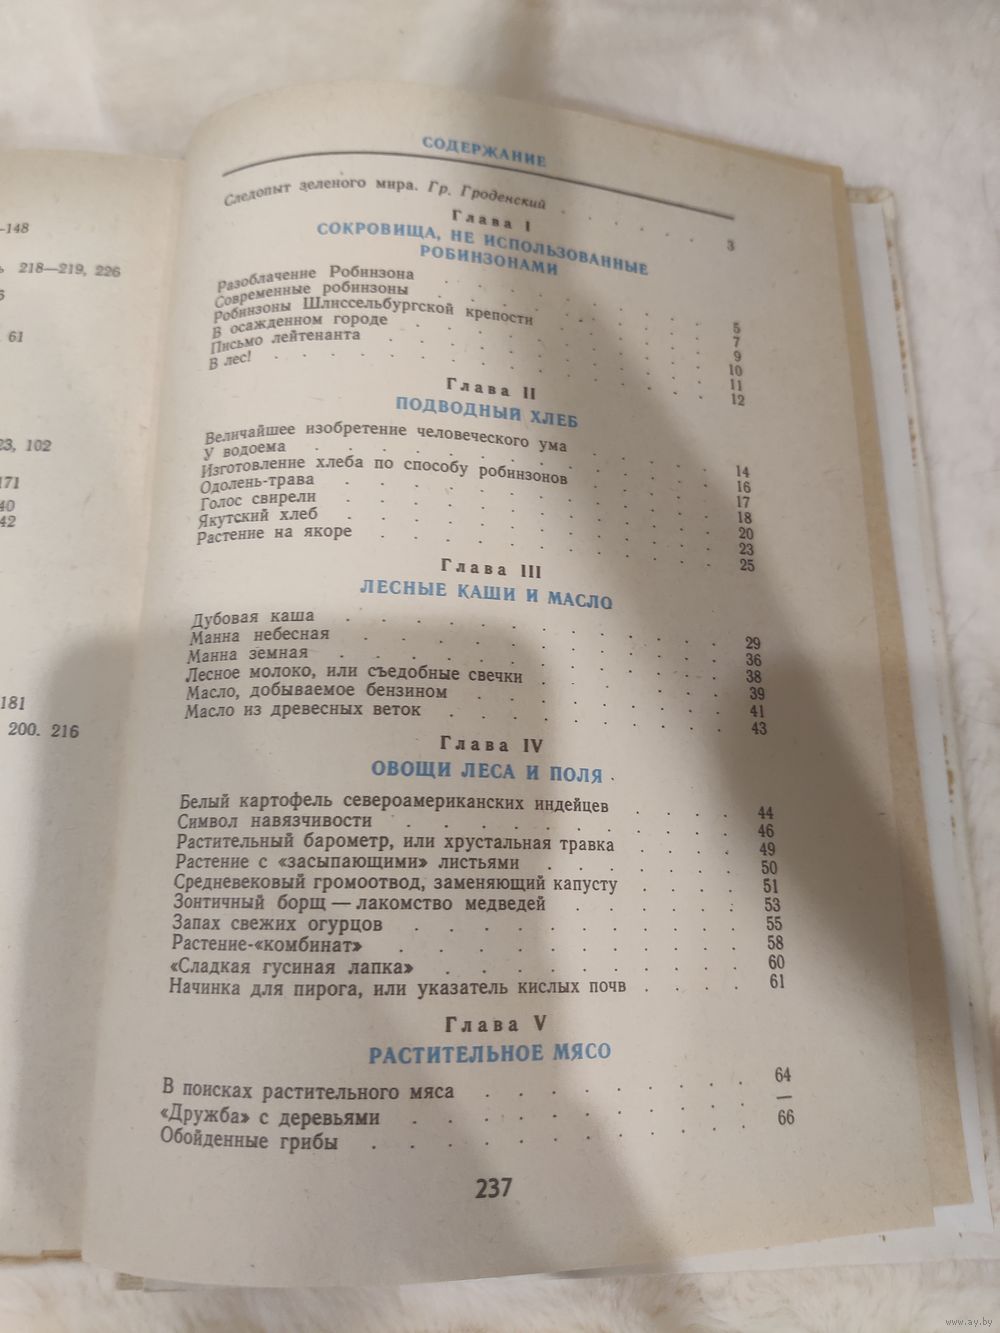 —148
218—219, 226
6
61
23, 102
171
40
42
181
200. 216
СОДЕРЖАНИЕ
Следопыт зеленого мира. Гр. Гроденский . . . . . . 3
Глава I
СОКРОВИЩА, НЕ ИСПОЛЬЗОВАННЫЕ
РОБИНЗОНАМИ
Разоблачение Робинзона . . . . . . 5
Современные робинзоны . . . . . . 7
Робинзоны Шлиссельбургской крепости . . . . . . 9
В осажденном городе . . . . . . 10
Письмо лейтенанта . . . . . . 11
В лес! . . . . . . 12
Глава II
ПОДВОДНЫЙ ХЛЕБ
Величайшее изобретение человеческого ума . . . . . . 14
У водоема . . . . . . 16
Изготовление хлеба по способу робинзонов . . . . . . 17
Одолень-трава . . . . . . 18
Голос свирели . . . . . . 20
Якутский хлеб . . . . . . 23
Растение на якоре . . . . . . 25
Глава III
ЛЕСНЫЕ КАШИ И МАСЛО
Дубовая каша . . . . . . 29
Манна небесная . . . . . . 36
Манна земная . . . . . . 38
Лесное молоко, или съедобные свечки . . . . . . 39
Масло, добываемое бензином . . . . . . 41
Масло из древесных веток . . . . . . 43
Глава IV
ОВОЩИ ЛЕСА И ПОЛЯ
Белый картофель североамериканских индейцев . . . . 44
Символ навязчивости . . . . . . 46
Растительный барометр, или хрустальная травка . . . . 49
Растение с «засыпающими» листьями . . . . . . 50
Средневековый громоотвод, заменяющий капусту . . . . 51
Зонтичный борщ — лакомство медведей . . . . . . 53
Запах свежих огурцов . . . . . . 55
Растение-«комбинат» . . . . . . 58
«Сладкая гусиная лапка» . . . . . . 60
Начинка для пирога, или указатель кислых почв . . . . 61
Глава V
РАСТИТЕЛЬНОЕ МЯСО
В поисках растительного мяса . . . . . . 64
«Дружба» с деревьями . . . . . . —
Обойденные грибы . . . . . . 66
237
www.ay.by